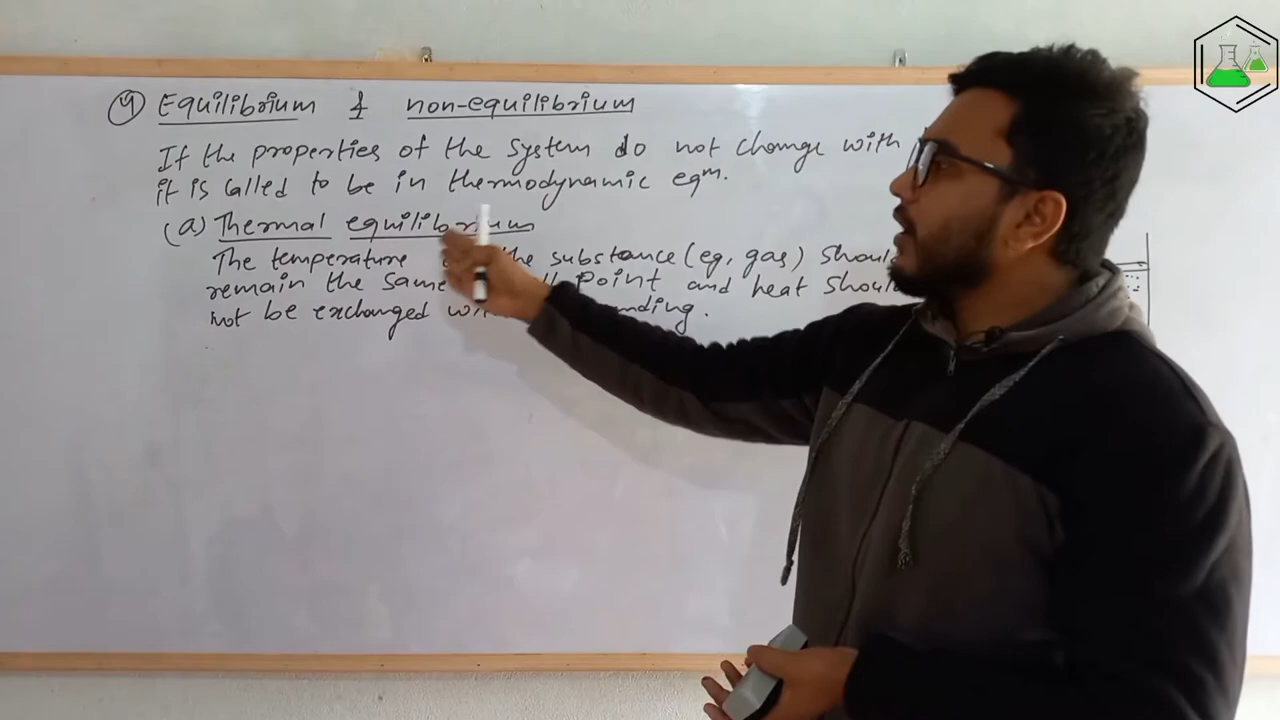 4) Equilibrium & non-equilibrium
If the properties of the system do not change with
it is called to be in thermodynamic eqm.
(a) Thermal equilibrium
The temperature the substance (eg, gas) shoul
remain the same point and heat shoul
not be exchanged wi nding.